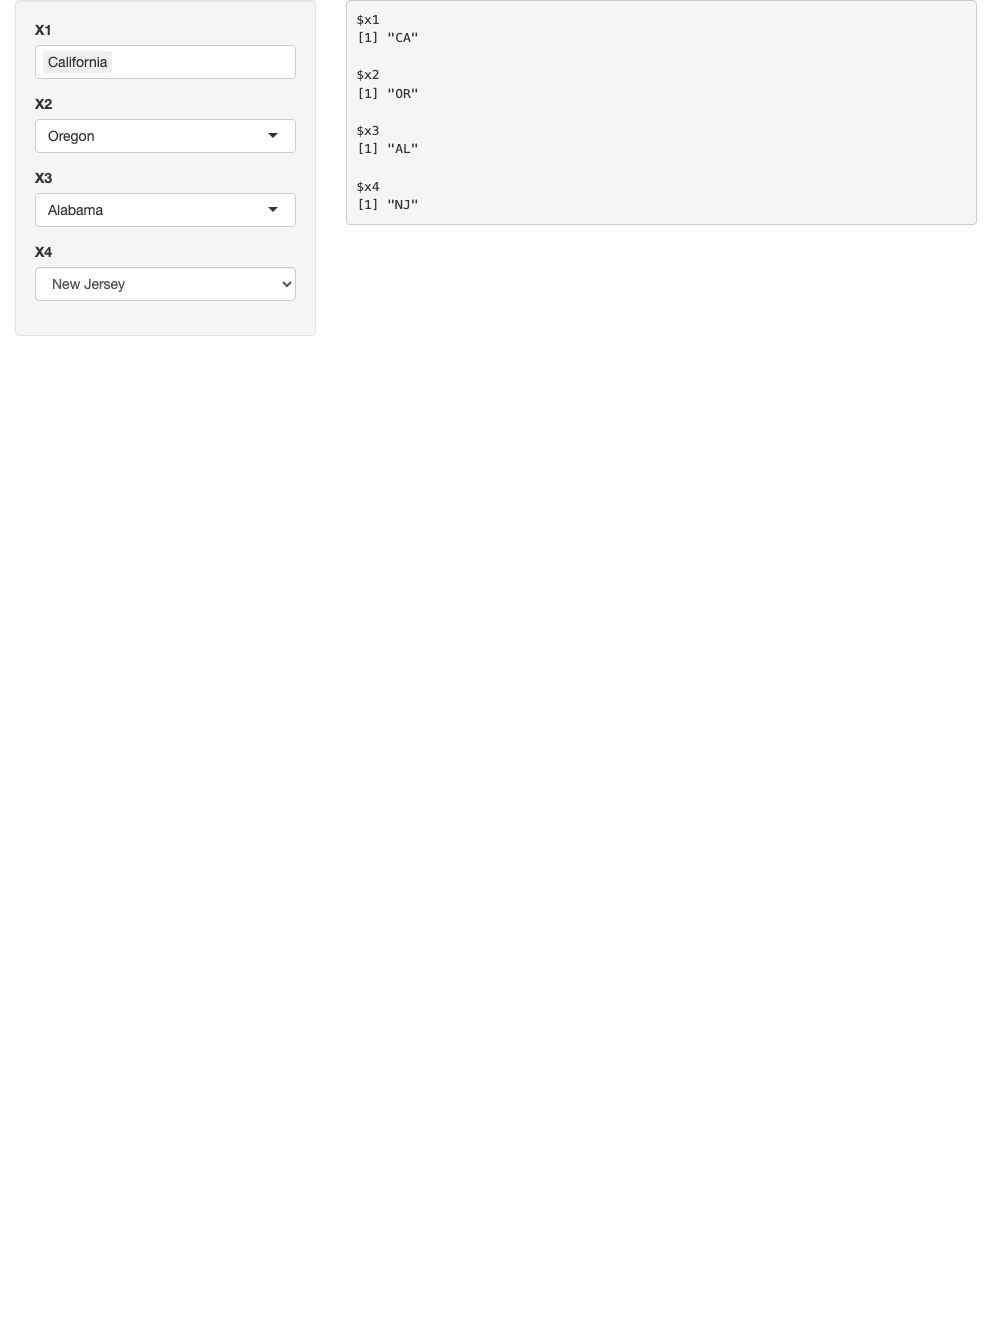 X1
California
X2
Oregon
X3
Alabama
X4
New Jersey
$x1
[1] "CA"
$x2
[1] "OR"
$x3
[1] "AL"
$x4
[1] "NJ"